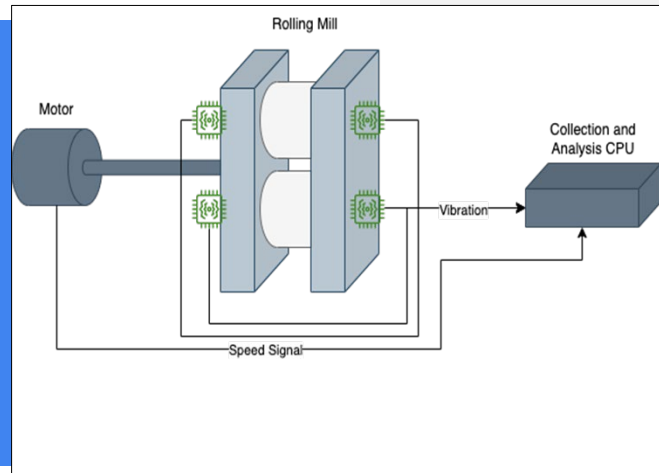 Rolling Mill
Motor
Collection and
Analysis CPU
Vibration
Speed Signal